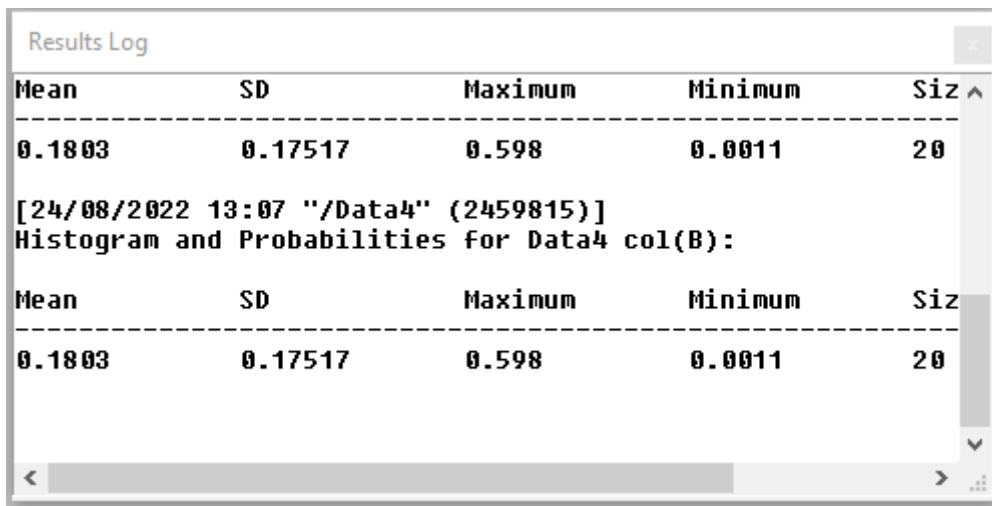 Results Log
x
Mean SD Maximum Minimum Siz
------------------------------------------------------------
0.1803 0.17517 0.598 0.0011 20
[24/08/2022 13:07 "/Data4" (2459815)]
Histogram and Probabilities for Data4 col(B):
Mean SD Maximum Minimum Siz
------------------------------------------------------------
0.1803 0.17517 0.598 0.0011 20